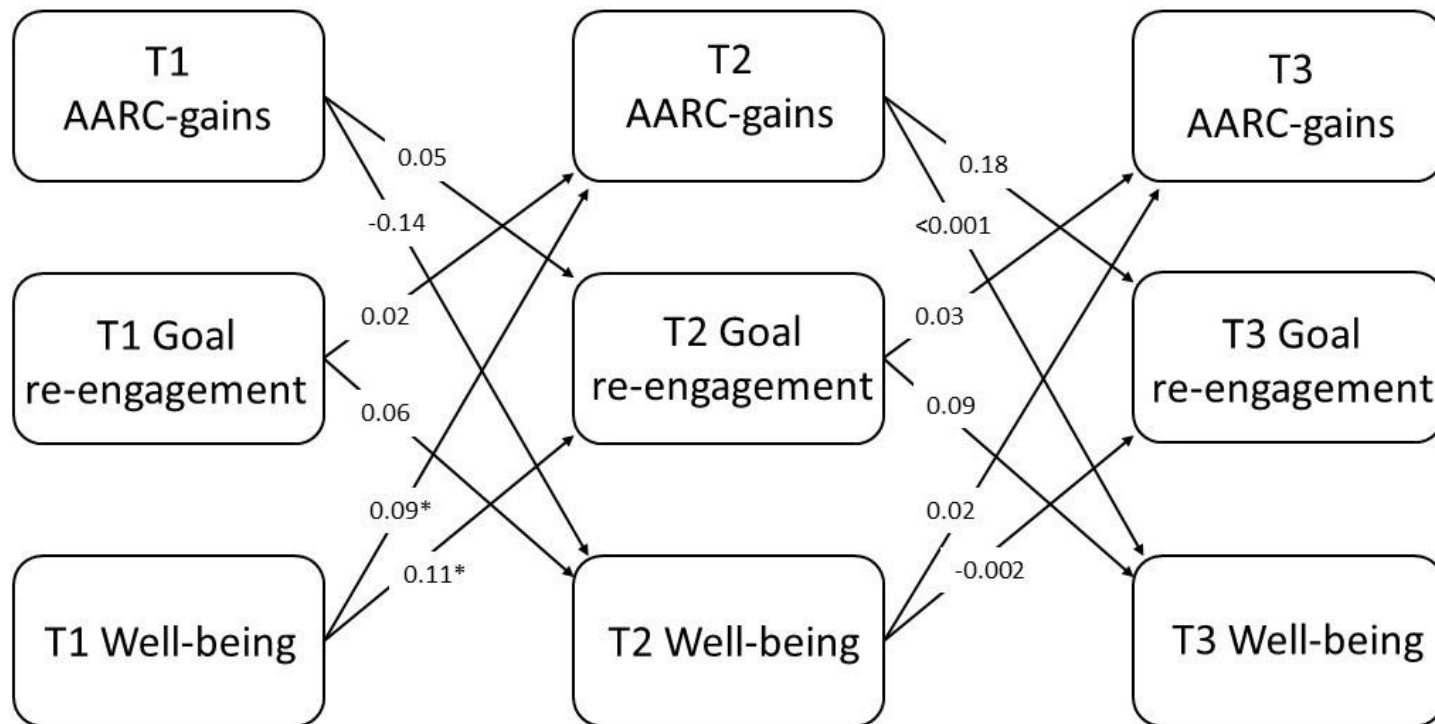 T1
AARC-gains
T2
AARC-gains
T3
AARC-gains
0.05
0.18
-0.14
<0.001
0.02
0.03
T1 Goal
re-engagement
T2 Goal
re-engagement
T3 Goal
re-engagement
0.06
0.09
0.09*
0.02
0.11*
-0.002
T1 Well-being
T2 Well-being
T3 Well-being